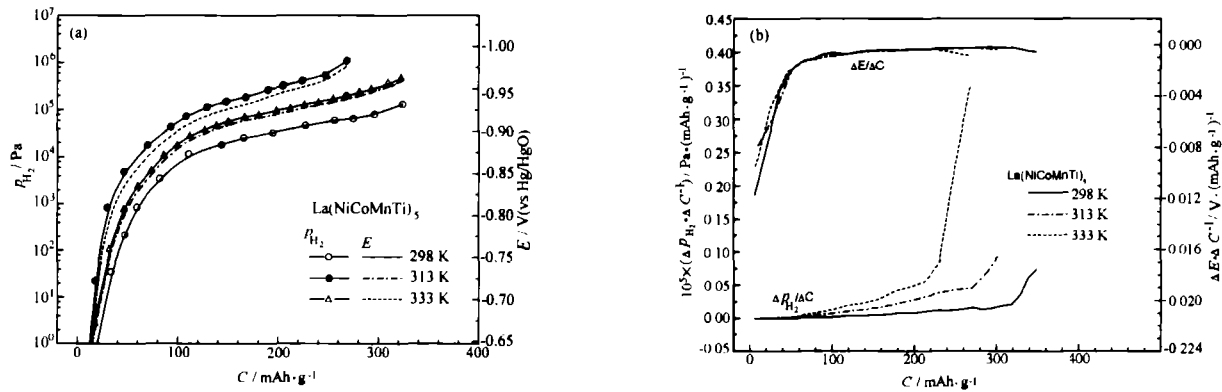 (a)
10⁷
10⁶
10⁵
10⁴
10³
10²
10¹
10⁰
p_H₂ / Pa
-1.00
-0.95
-0.90
-0.85
-0.80
-0.75
-0.70
-0.65
E / V(vs Hg/HgO)
La(NiCoMnTi)₅
p_H₂ E
298 K
313 K
333 K
0 100 200 300 400
C / mAh·g⁻¹
(b)
0.45
0.40
0.35
0.30
0.25
0.20
0.15
0.10
0.05
0 00
-0 05
10⁵×(Δp_H₂·ΔC⁻¹) / Pa·(mAh·g⁻¹)⁻¹
0 000
-0 004
-0 008
-0 012
-0 016
-0 020
-0.224
ΔE·ΔC⁻¹ / V·(mAh·g⁻¹)⁻¹
ΔE/ΔC
La(NiCoMnTi)₅
298 K
313 K
333 K
Δp_H₂/ΔC
0 100 200 300 400 500
C / mAh·g⁻¹